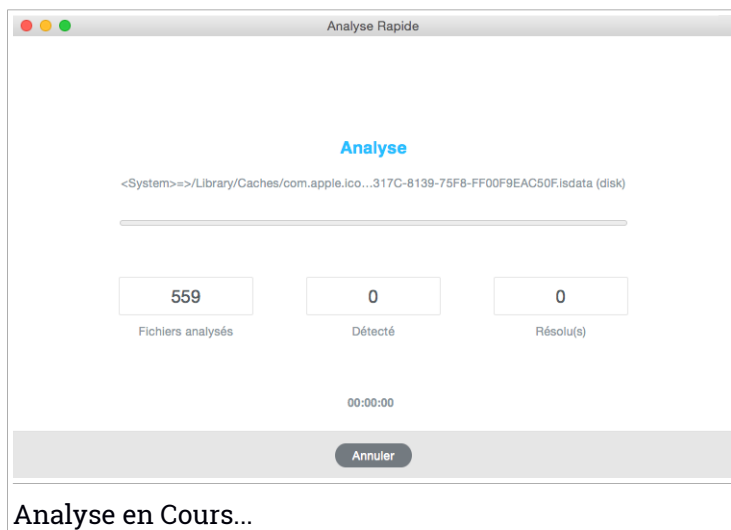 Analyse Rapide
Analyse
<System>=>/Library/Caches/com.apple.ico...317C-8139-75F8-FF00F9EAC50F.isdata (disk)
559
0
0
Fichiers analysés
Détecté
Résolu(s)
00:00:00
Annuler
Analyse en Cours...